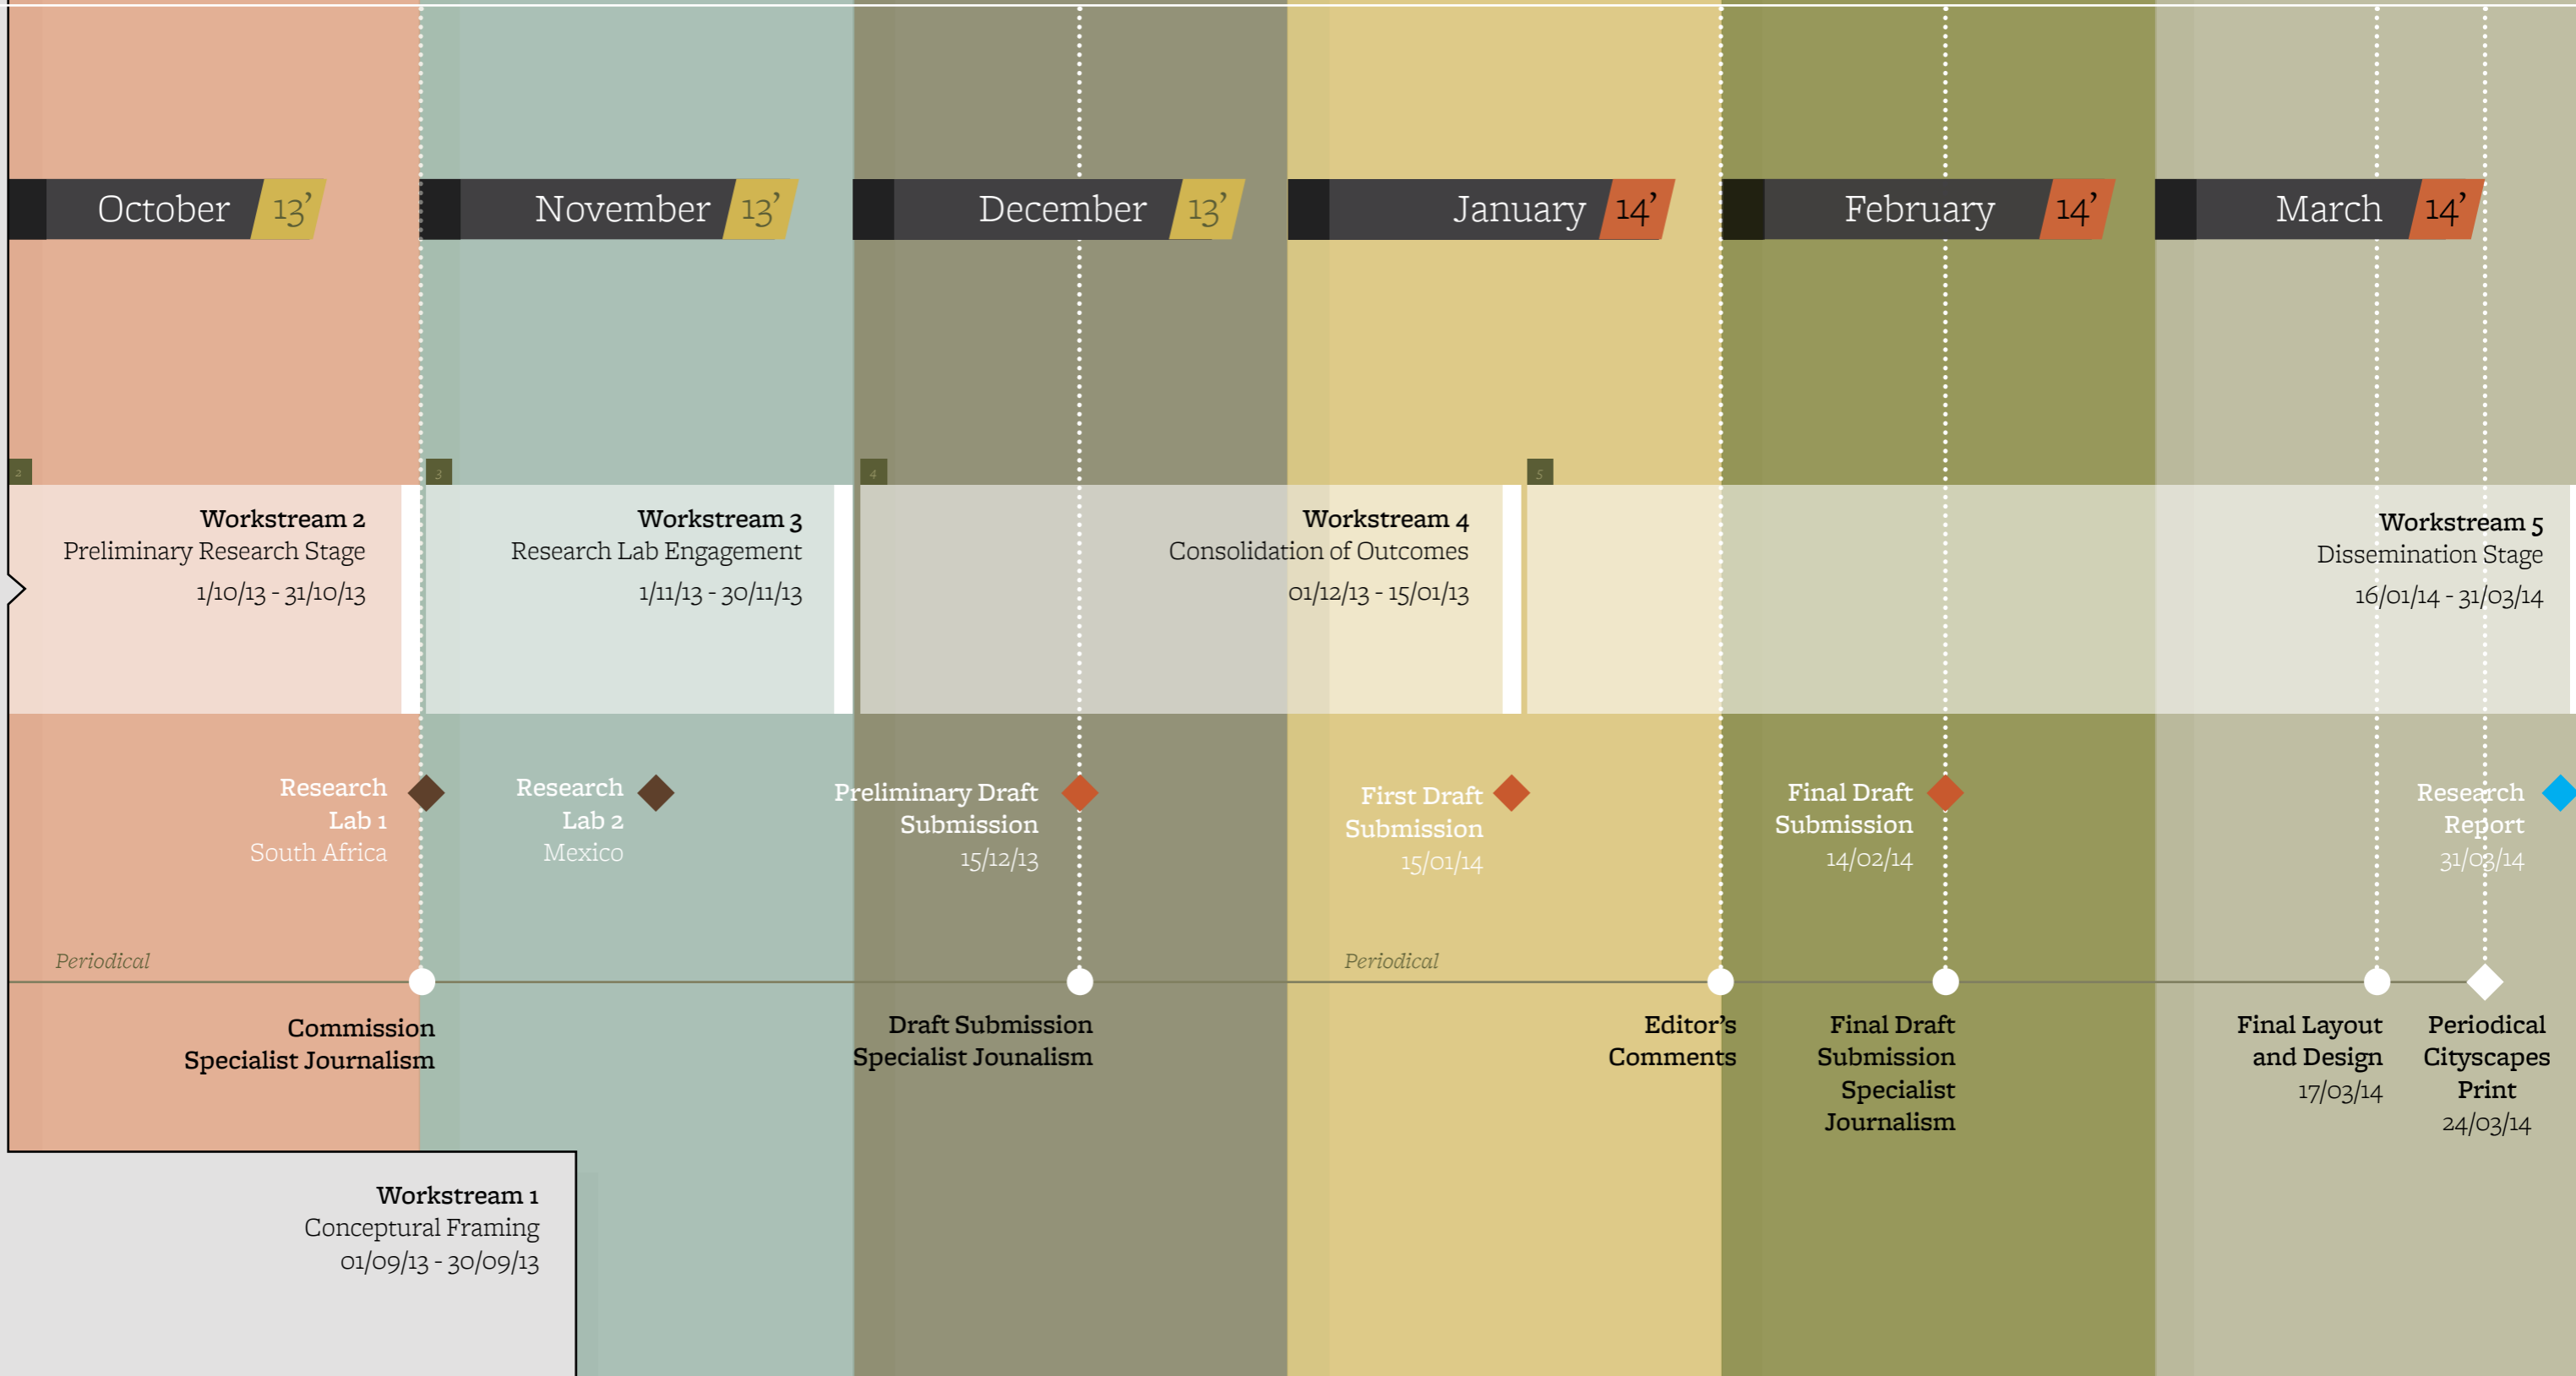 October 13’
November 13’
December 13’
January 14’
February 14’
March 14’
2
3
4
5
Workstream 2
Preliminary Research Stage
1/10/13 - 31/10/13
Workstream 3
Research Lab Engagement
1/11/13 - 30/11/13
Workstream 4
Consolidation of Outcomes
01/12/13 - 15/01/13
Workstream 5
Dissemination Stage
16/01/14 - 31/03/14
Research
Lab 1
South Africa
Research
Lab 2
Mexico
Preliminary Draft
Submission
15/12/13
First Draft
Submission
15/01/14
Final Draft
Submission
14/02/14
Research
Report
31/03/14
Periodical
Periodical
Commission
Specialist Journalism
Draft Submission
Specialist Jounalism
Editor’s
Comments
Final Draft
Submission
Specialist
Journalism
Final Layout
and Design
17/03/14
Periodical
Cityscapes
Print
24/03/14
Workstream 1
Conceptural Framing
01/09/13 - 30/09/13